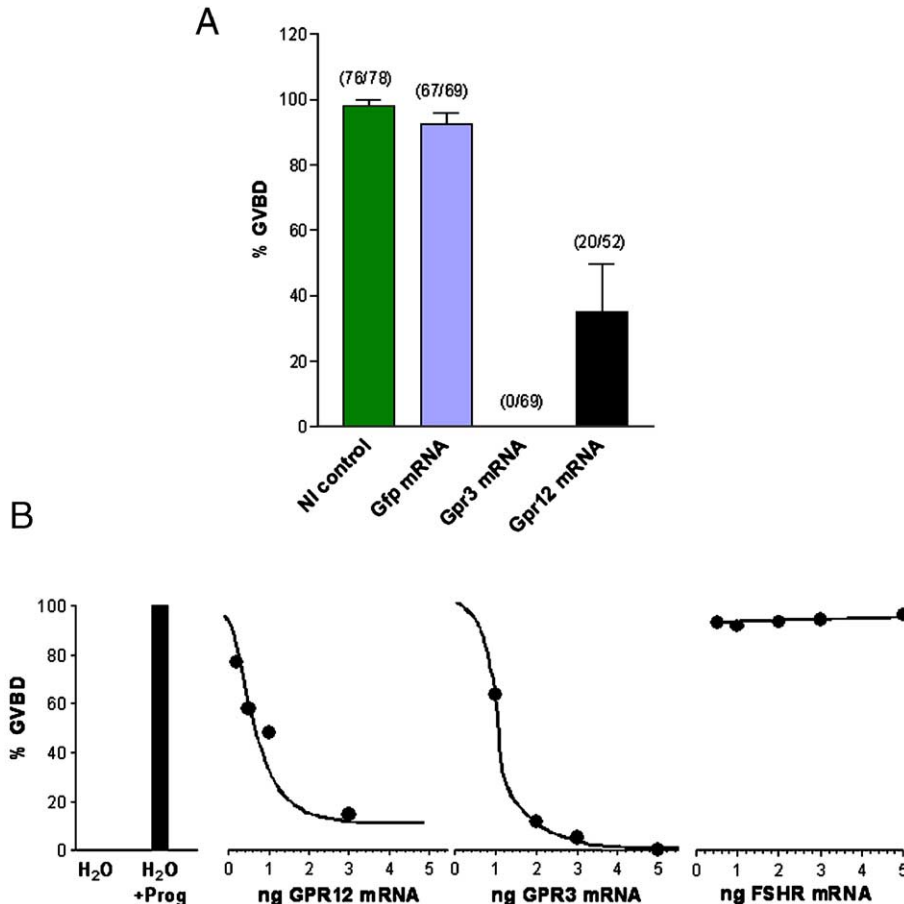 A
120
100
80
60
40
20
0
% GVBD
(76/78)
(67/69)
(0/69)
(20/52)
NI control
Gfp mRNA
Gpr3 mRNA
Gpr12 mRNA
B
100
80
60
40
20
0
% GVBD
H₂O
H₂O
+Prog
0 1 2 3 4 5
ng GPR12 mRNA
0 1 2 3 4 5
ng GPR3 mRNA
0 1 2 3 4 5
ng FSHR mRNA